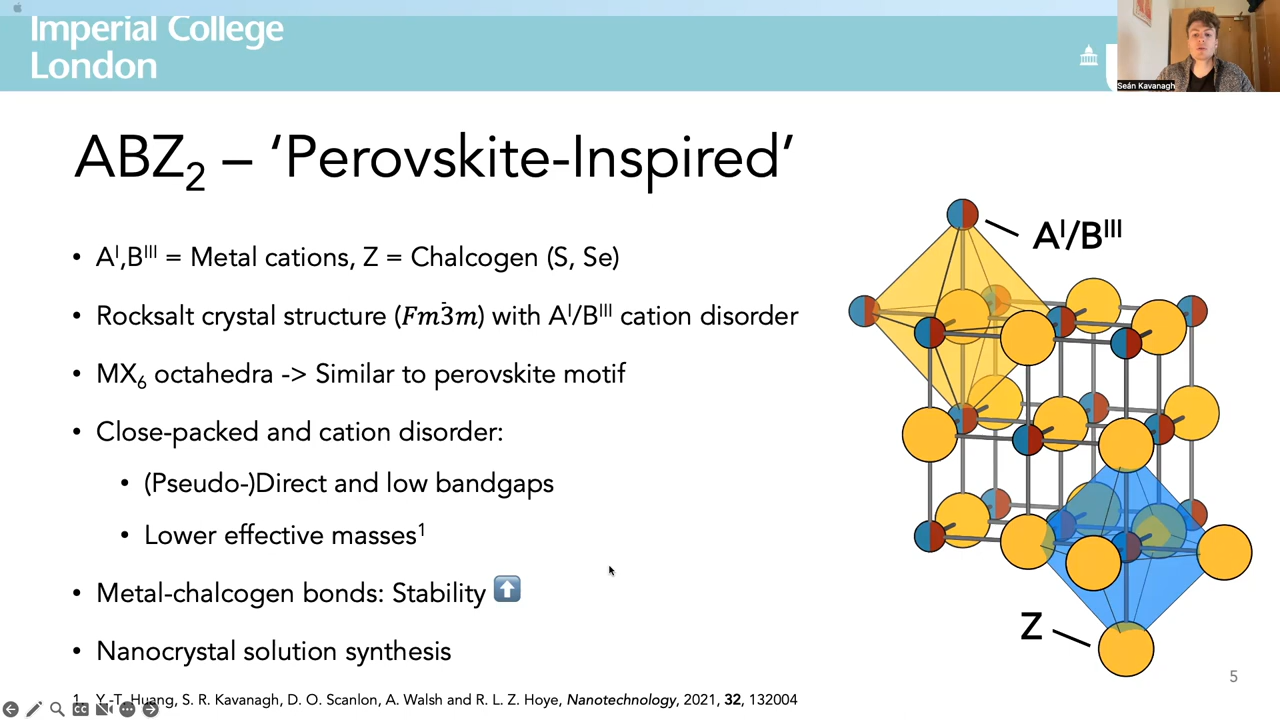 Imperial College
London
Seán Kavanagh
ABZ₂ – ‘Perovskite-Inspired’
• Aᴵ,Bᴵᴵᴵ = Metal cations, Z = Chalcogen (S, Se)
• Rocksalt crystal structure (Fm3̄m) with Aᴵ/Bᴵᴵᴵ cation disorder
• MX₆ octahedra -> Similar to perovskite motif
• Close-packed and cation disorder:
• (Pseudo-)Direct and low bandgaps
• Lower effective masses¹
• Metal-chalcogen bonds: Stability ⬆️
• Nanocrystal solution synthesis
Aᴵ/Bᴵᴵᴵ
Z
5
1. Y.-T. Huang, S. R. Kavanagh, D. O. Scanlon, A. Walsh and R. L. Z. Hoye, Nanotechnology, 2021, 32, 132004
CC